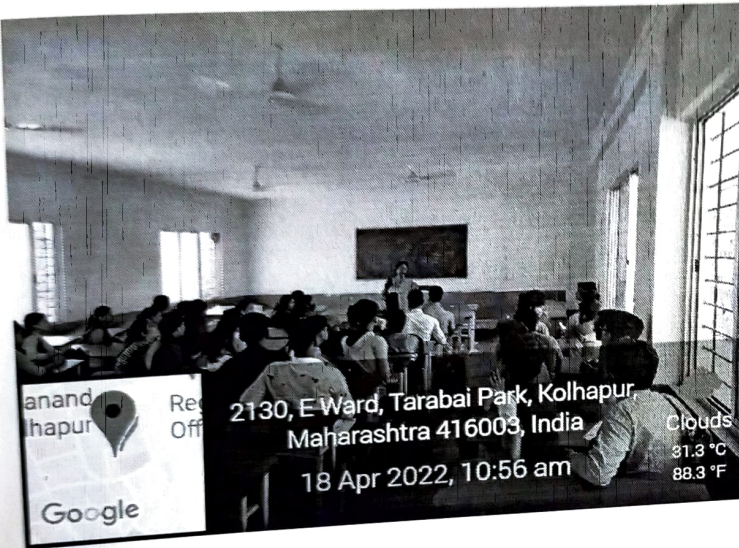 anand
lhapur
Reg
Off
Google
2130, E Ward, Tarabai Park, Kolhapur,
Maharashtra 416003, India
18 Apr 2022, 10:56 am
Clouds
31.3 °C
88.3 °F